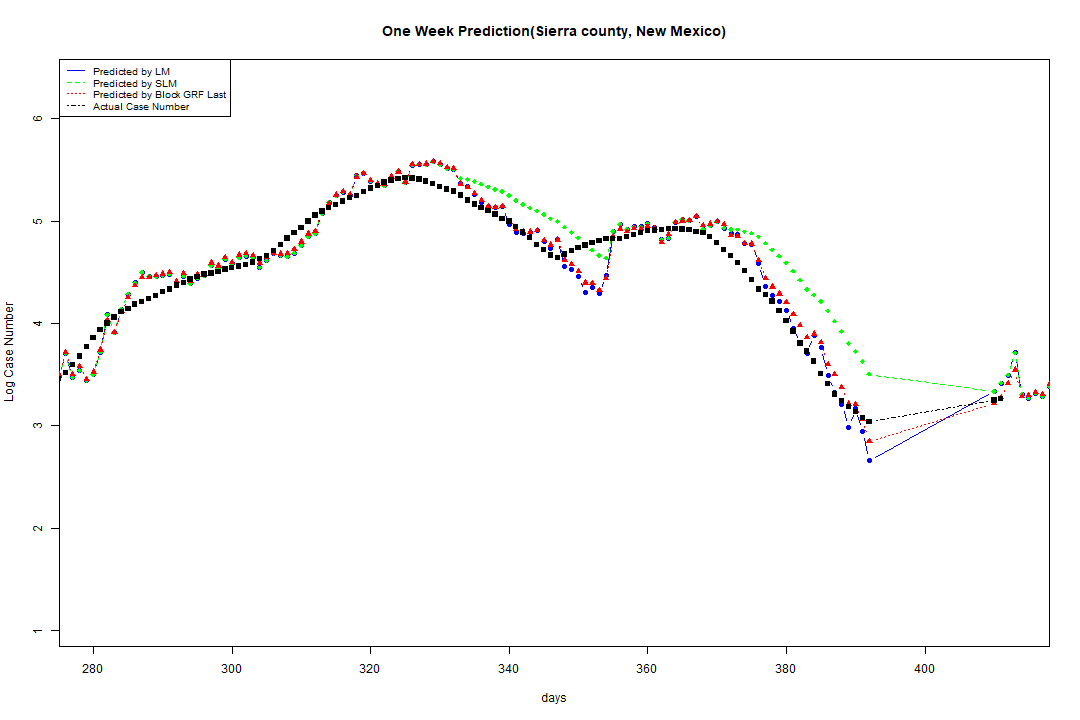 One Week Prediction(Sierra county, New Mexico)
Predicted by LM
Predicted by SLM
Predicted by Block GRF Last
Actual Case Number
Log Case Number
6
5
4
3
2
1
280 300 320 340 360 380 400
days